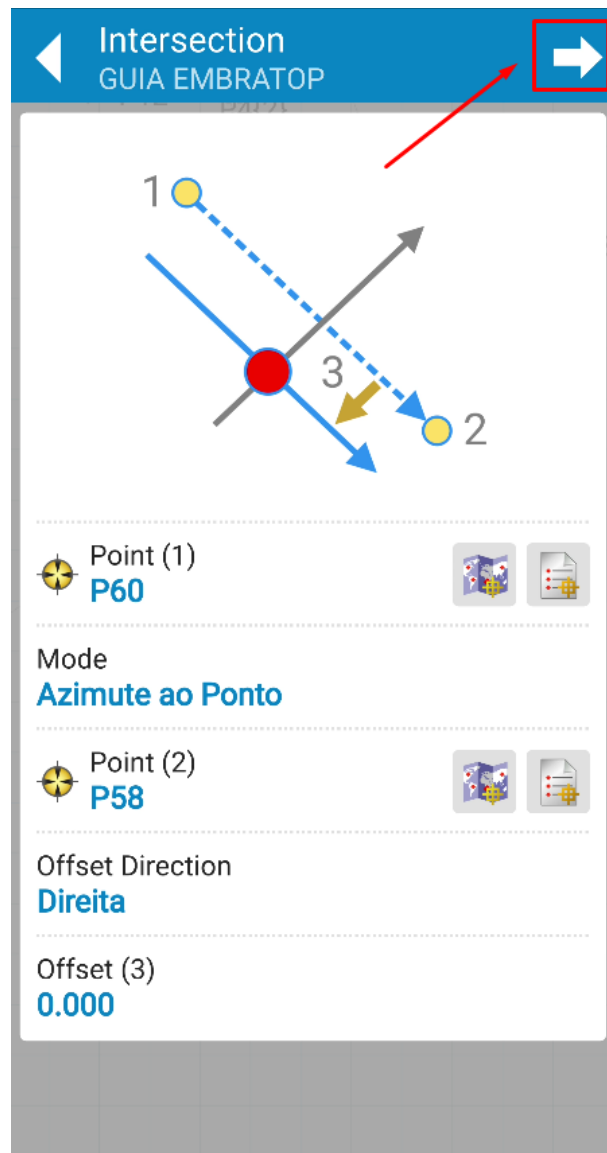 Intersection
GUIA EMBRATOP
1
3
2
Point (1)
P60
Mode
Azimute ao Ponto
Point (2)
P58
Offset Direction
Direita
Offset (3)
0.000